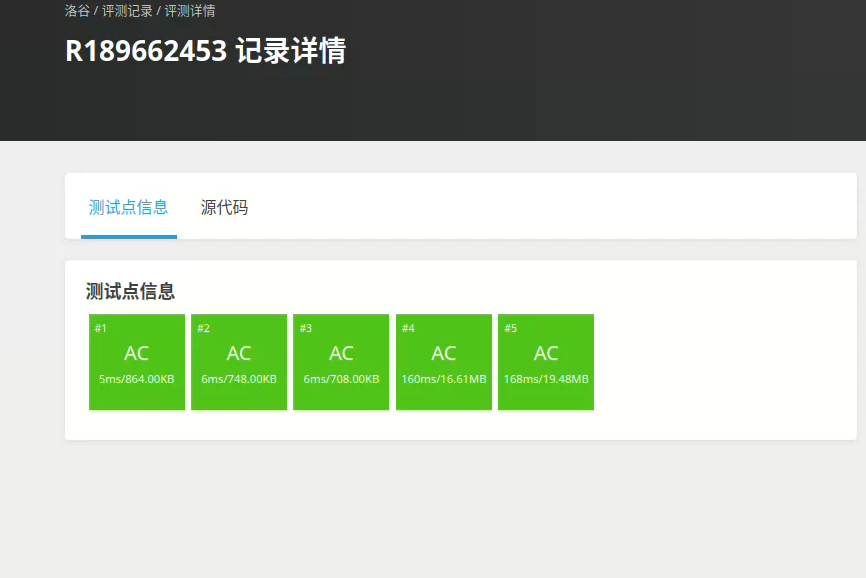 洛谷 / 评测记录 / 评测详情
R189662453 记录详情
测试点信息 源代码
测试点信息
#1 #2 #3 #4 #5
AC AC AC AC AC
5ms/864.00KB 6ms/748.00KB 6ms/708.00KB 160ms/16.61MB 168ms/19.48MB